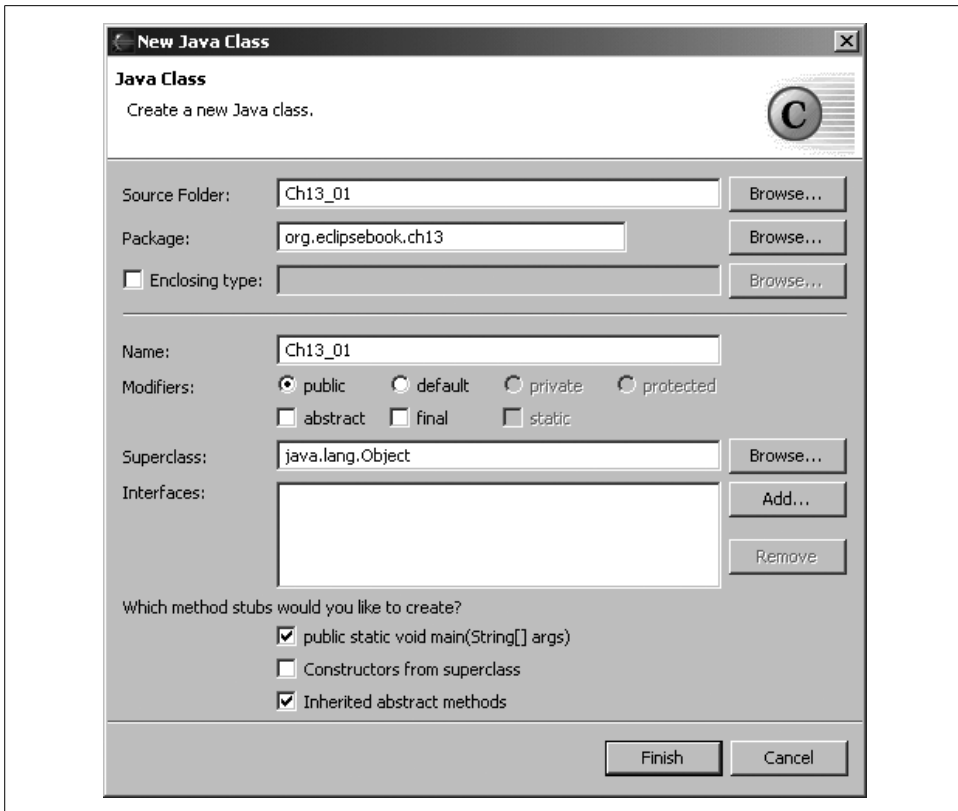 New Java Class
Java Class
Create a new Java class.
C
Source Folder: Ch13_01 Browse...
Package: org.eclipsebook.ch13 Browse...
Enclosing type: Browse...
Name: Ch13_01
Modifiers: public default private protected
abstract final static
Superclass: java.lang.Object Browse...
Interfaces: Add...
Remove
Which method stubs would you like to create?
public static void main(String[] args)
Constructors from superclass
Inherited abstract methods
Finish Cancel